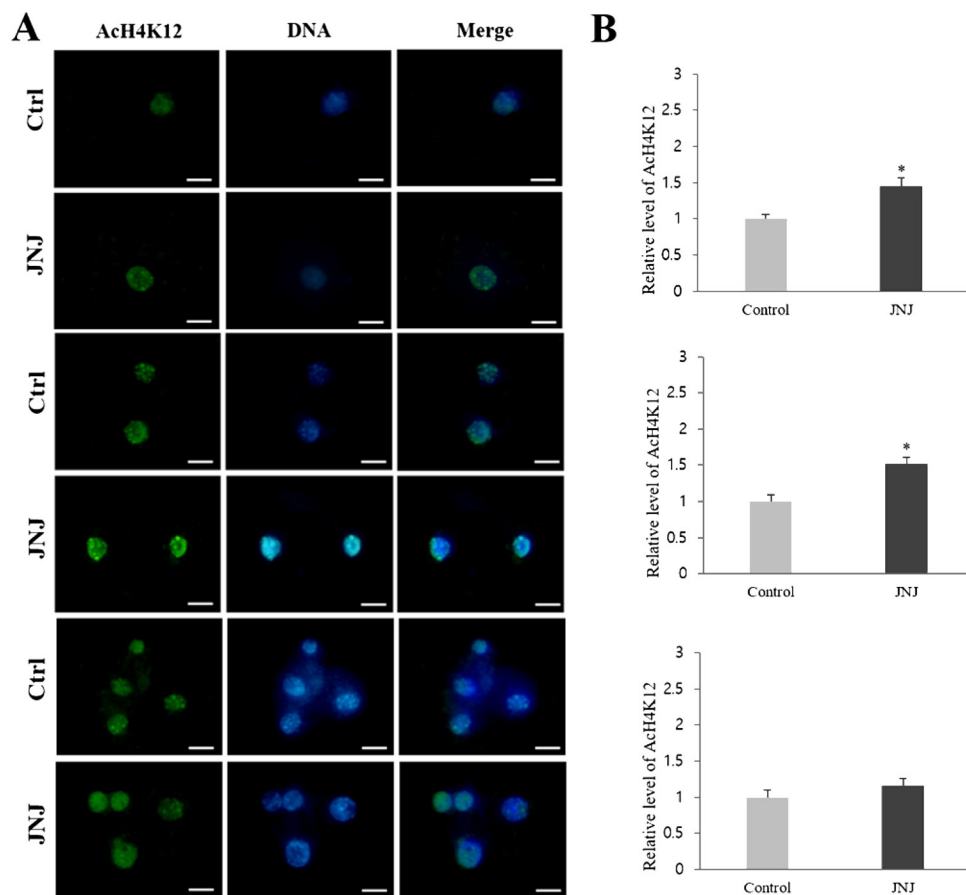 A
AcH4K12 DNA Merge
Ctrl
JNJ
Ctrl
JNJ
Ctrl
JNJ
B
Relative level of AcH4K12
3
2.5
2
1.5
1
0.5
0
*
Control JNJ
Relative level of AcH4K12
3
2.5
2
1.5
1
0.5
0
*
Control JNJ
Relative level of AcH4K12
3
2.5
2
1.5
1
0.5
0
Control JNJ